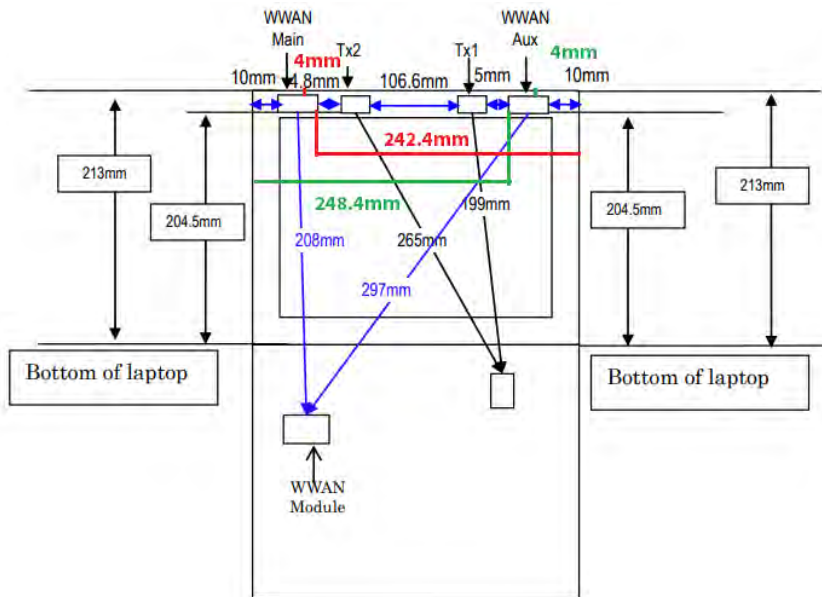 WWAN
Main
Tx2
Tx1
WWAN
Aux
4mm
4mm
10mm
4.8mm
106.6mm
5mm
10mm
242.4mm
213mm
213mm
248.4mm
199mm
204.5mm
204.5mm
208mm
265mm
297mm
Bottom of laptop
Bottom of laptop
WWAN
Module